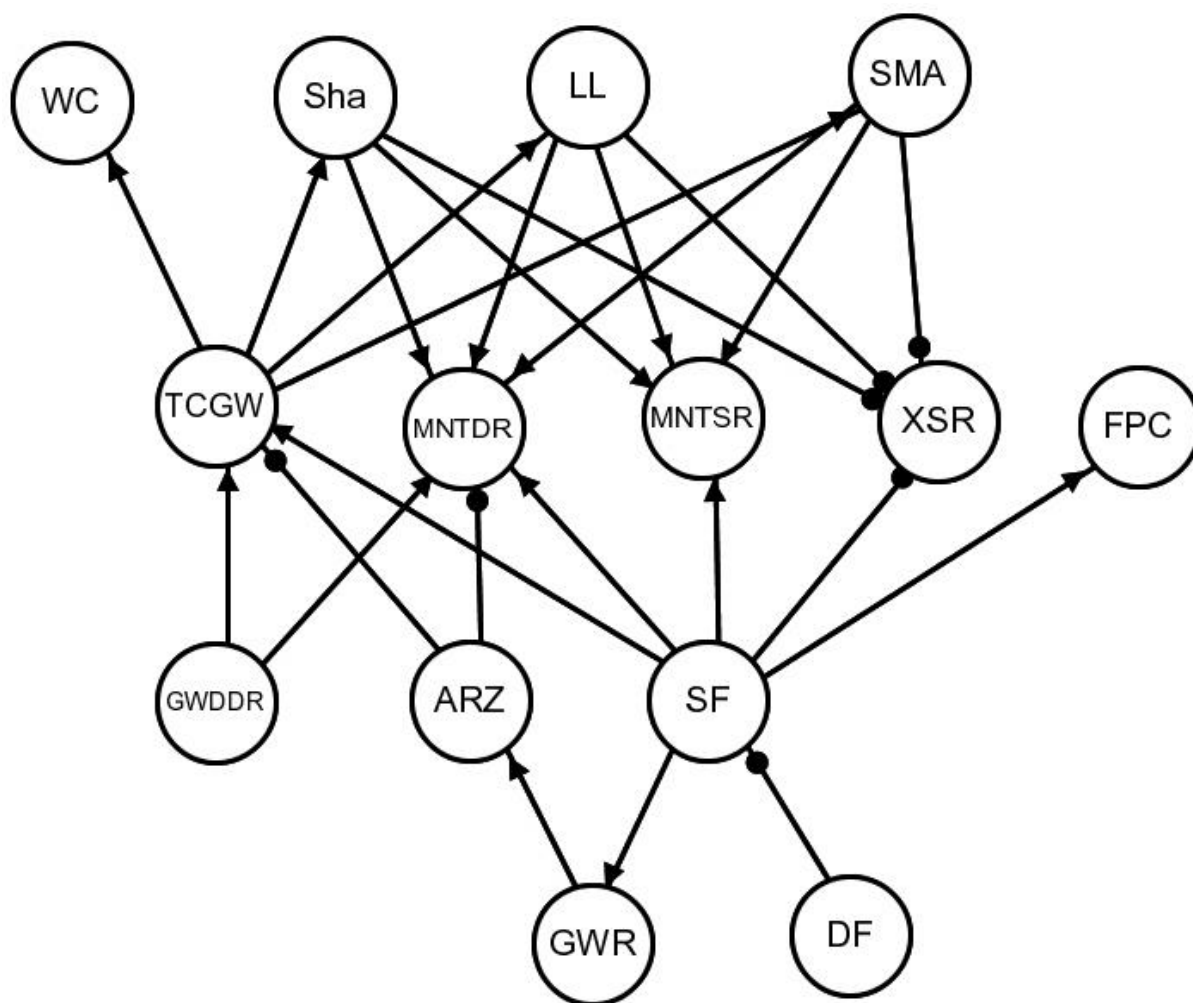 WC
Sha
LL
SMA
TCGW
MNTDR
MNTSR
XSR
FPC
GWDDR
ARZ
SF
GWR
DF